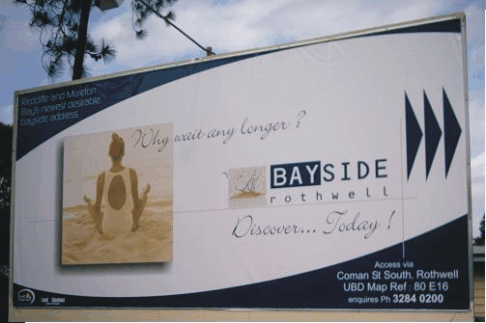 Redcliffe and Moreton
Bay's newest desirable
bayside address
Why wait any longer ?
BAYSIDE
rothwell
Discover... Today !
Access via
Coman St South, Rothwell
UBD Map Ref : 80 E16
enquires Ph 3284 0200